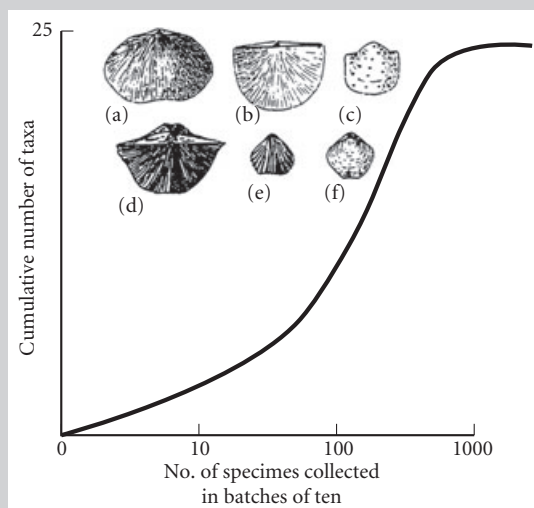 25
(a)
(b)
(c)
(d)
(e)
(f)
Cumulative number of taxa
0
10
100
1000
No. of specimes collected
in batches of ten